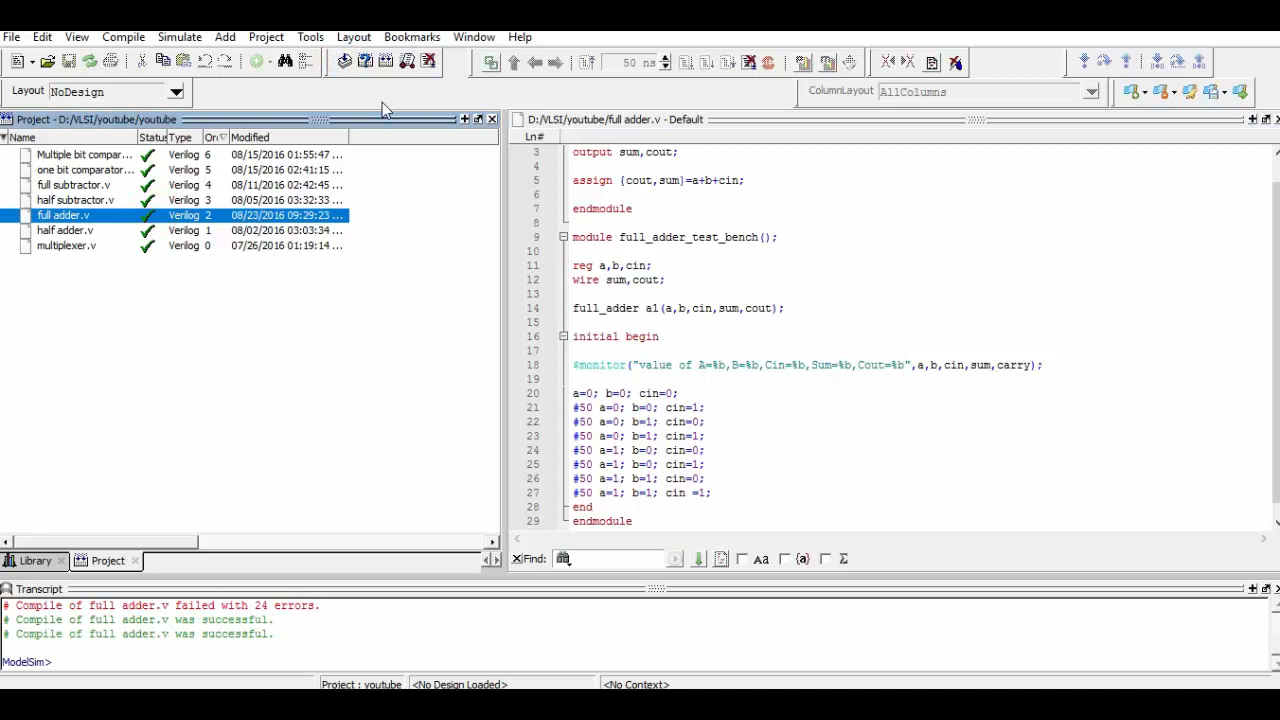 File Edit View Compile Simulate Add Project Tools Layout Bookmarks Window Help
50 ns
Layout NoDesign
ColumnLayout AllColumns
Project - D:/VLSI/youtube/youtube
Name Status Type Or Modified
Multiple bit compar... Verilog 6 08/15/2016 01:55:47 ...
one bit comparator... Verilog 5 08/15/2016 02:41:15 ...
full subtractor.v Verilog 4 08/11/2016 02:42:45 ...
half subtractor.v Verilog 3 08/05/2016 03:32:33 ...
full adder.v Verilog 2 08/23/2016 09:29:23 ...
half adder.v Verilog 1 08/02/2016 03:03:34 ...
multiplexer.v Verilog 0 07/26/2016 01:19:14 ...
Library Project
D:/VLSI/youtube/full adder.v - Default
Ln#
3 output sum,cout;
4
5 assign {cout,sum}=a+b+cin;
6
7 endmodule
8
9 module full_adder_test_bench();
10
11 reg a,b,cin;
12 wire sum,cout;
13
14 full_adder a1(a,b,cin,sum,cout);
15
16 initial begin
17
18 $monitor("value of A=%b,B=%b,Cin=%b,Sum=%b,Cout=%b",a,b,cin,sum,carry);
19
20 a=0; b=0; cin=0;
21 #50 a=0; b=0; cin=1;
22 #50 a=0; b=1; cin=0;
23 #50 a=0; b=1; cin=1;
24 #50 a=1; b=0; cin=0;
25 #50 a=1; b=0; cin=1;
26 #50 a=1; b=1; cin=0;
27 #50 a=1; b=1; cin =1;
28 end
29 endmodule
Find: Aa {a} Σ
Transcript
# Compile of full adder.v failed with 24 errors.
# Compile of full adder.v was successful.
# Compile of full adder.v was successful.
ModelSim>
Project : youtube <No Design Loaded> <No Context>